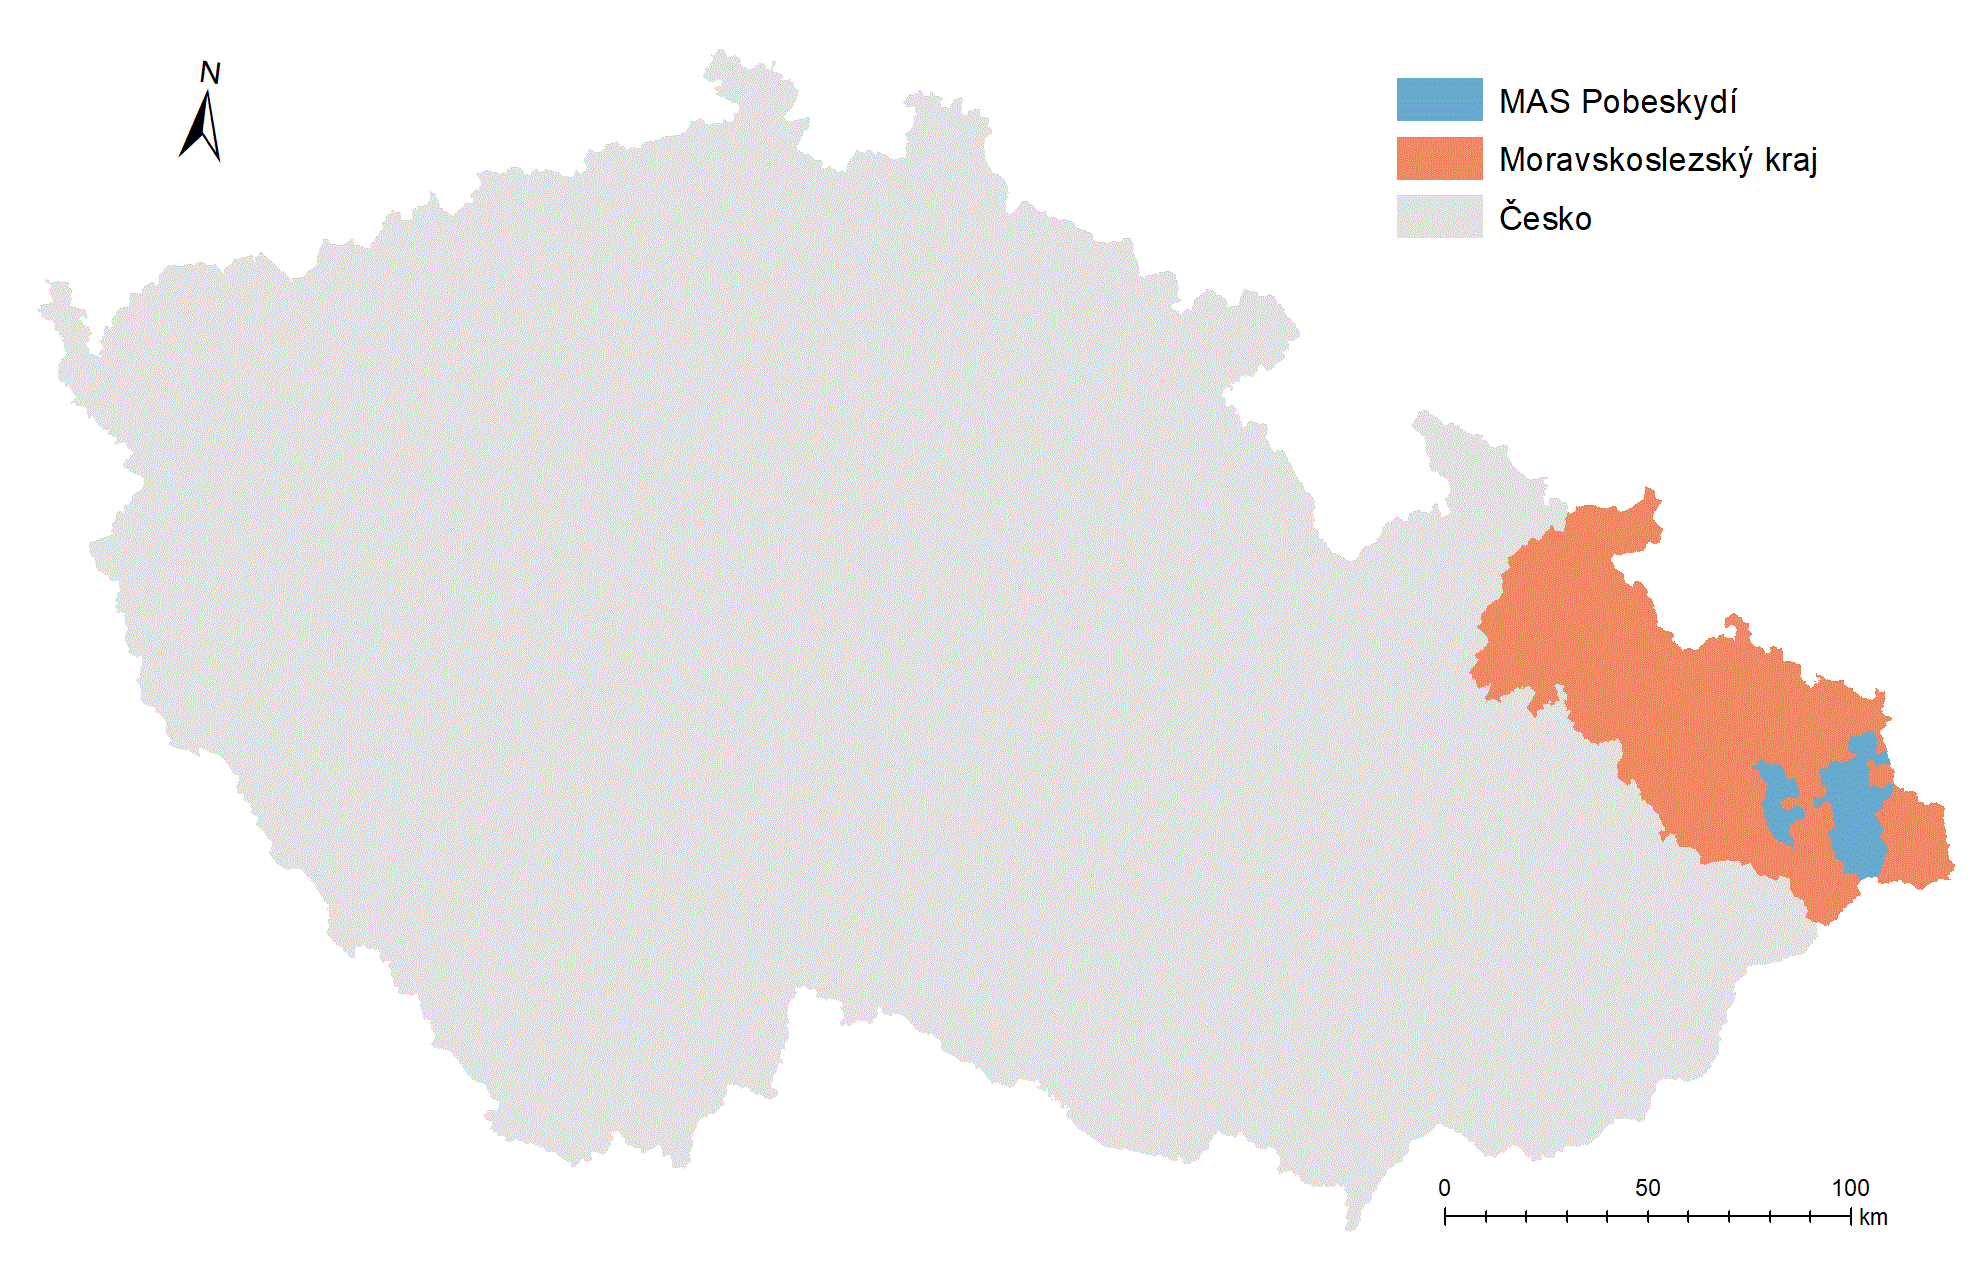 N
MAS Pobeskydí
Moravskoslezský kraj
Česko
0 50 100
km